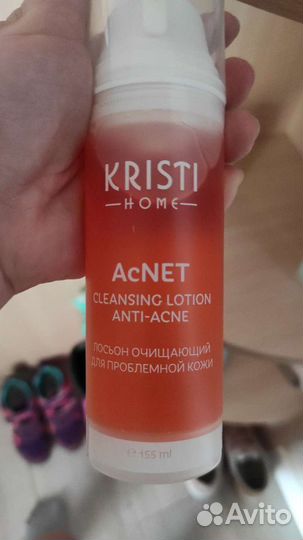 KRISTI
HOME
AcNET
CLEANSING LOTION
ANTI-ACNE
ЛОСЬОН ОЧИЩАЮЩИЙ
ДЛЯ ПРОБЛЕМНОЙ КОЖИ
℮ 155 ml
Avito